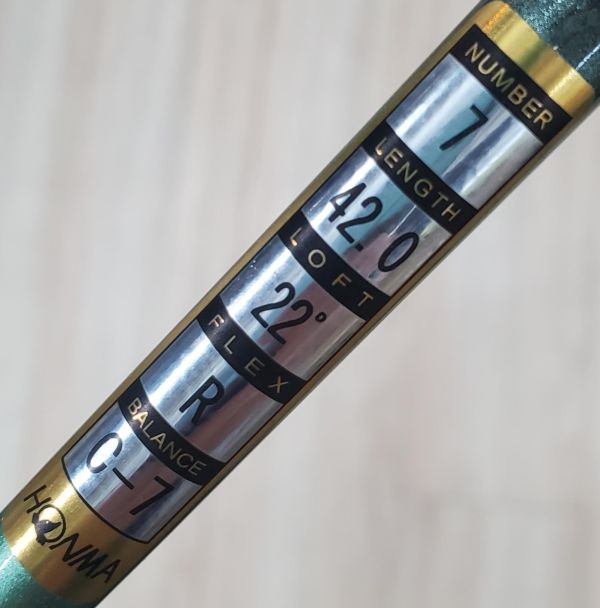 NUMBER
7
LENGTH
42.0
LOFT
22°
FLEX
R
BALANCE
C-7
HONMA